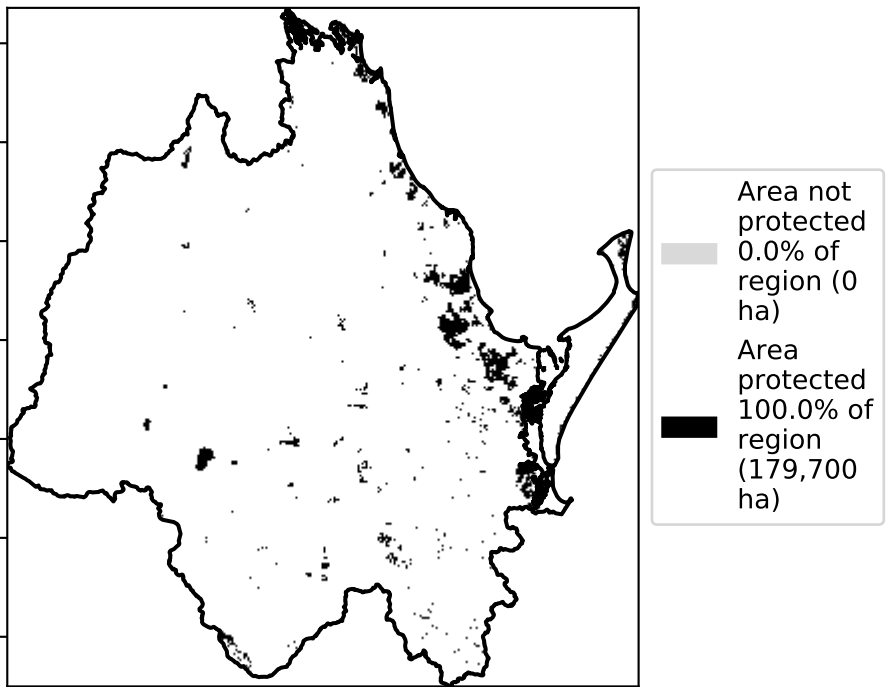 Area not
protected
0.0% of
region (0
ha)
Area
protected
100.0% of
region
(179,700
ha)